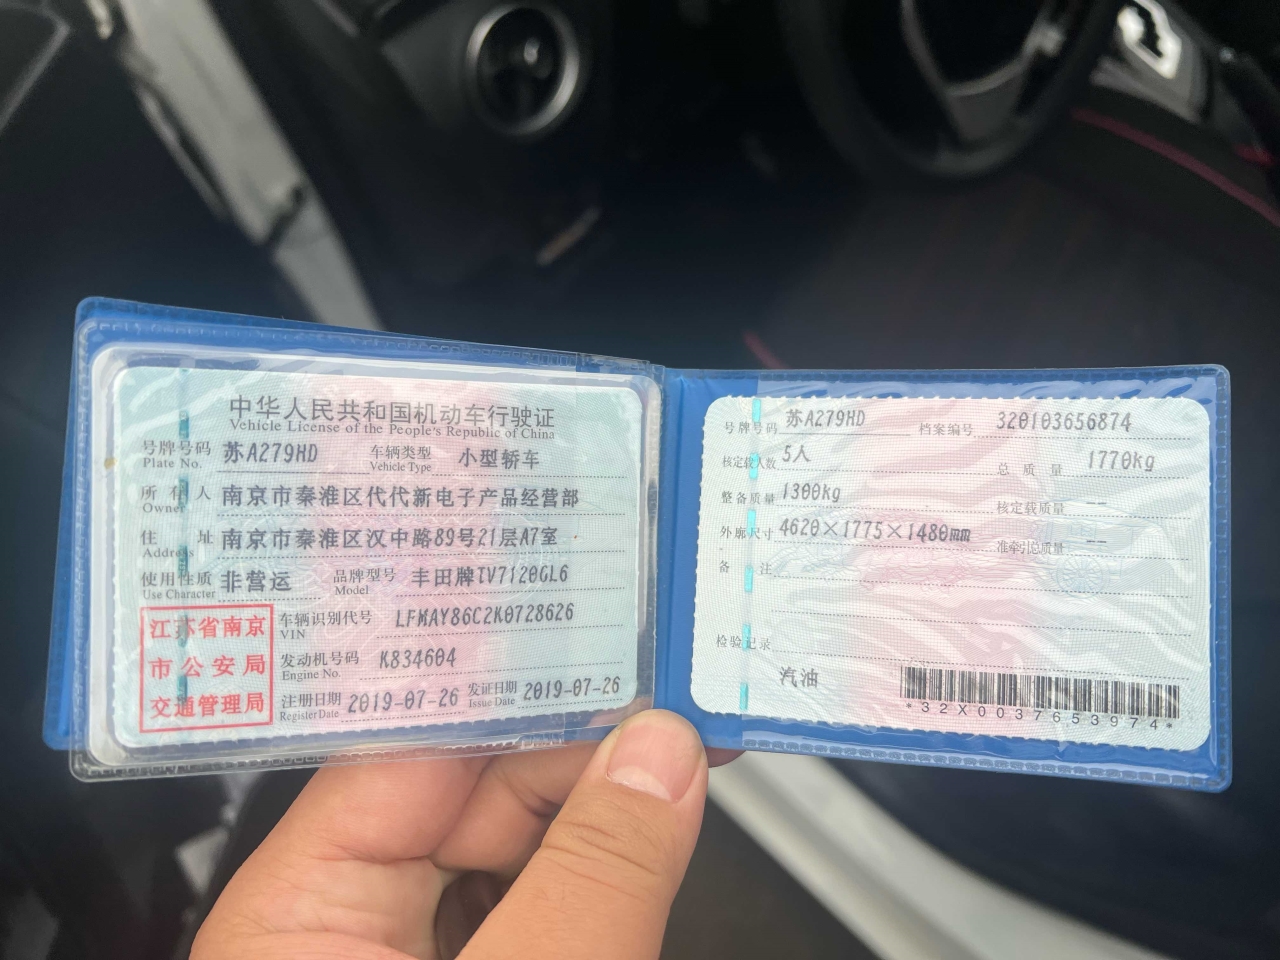 中华人民共和国机动车行驶证
Vehicle License of the People's Republic of China
号牌号码 苏A279HD 车辆类型 小型轿车
Plate No. Vehicle Type
所有人 南京市秦淮区代代新电子产品经营部
Owner
住址 南京市秦淮区汉中路89号21层A7室
Address
使用性质 非营运 品牌型号 丰田牌TV7120GL6
Use Character Model
江苏省南京
市公安局
交通管理局
车辆识别代号 LFMAY86C2K0728626
VIN
发动机号码 K834604
Engine No.
注册日期 2019-07-26 发证日期 2019-07-26
Register Date Issue Date
号牌号码 苏A279HD 档案编号 320103656874
核定载人数 5人 总质量 1770kg
整备质量 1300kg 核定载质量 --
外廓尺寸 4620×1775×1480mm 准牵引总质量 --
备注
检验记录
汽油
*32X0037653974*